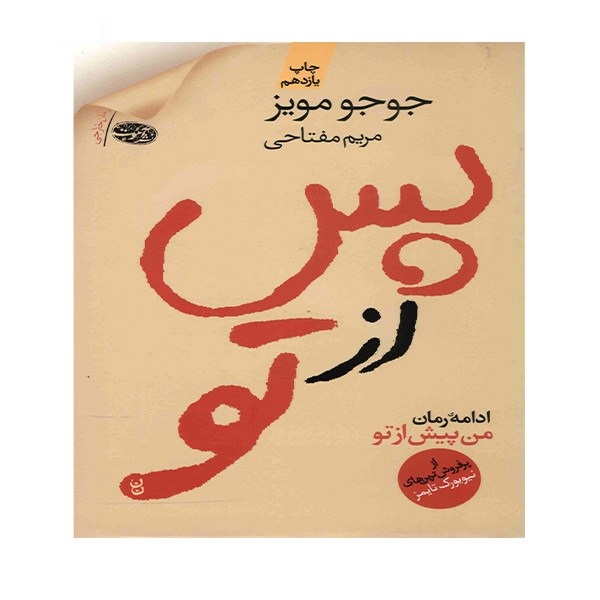 چاپ
یازدهم
جوجو مویز
مریم مفتاحی
پس
از
تو
ادامهٔ رمان
من پیش از تو
از
پرفروش‌ترین‌های
نیویورک تایمز